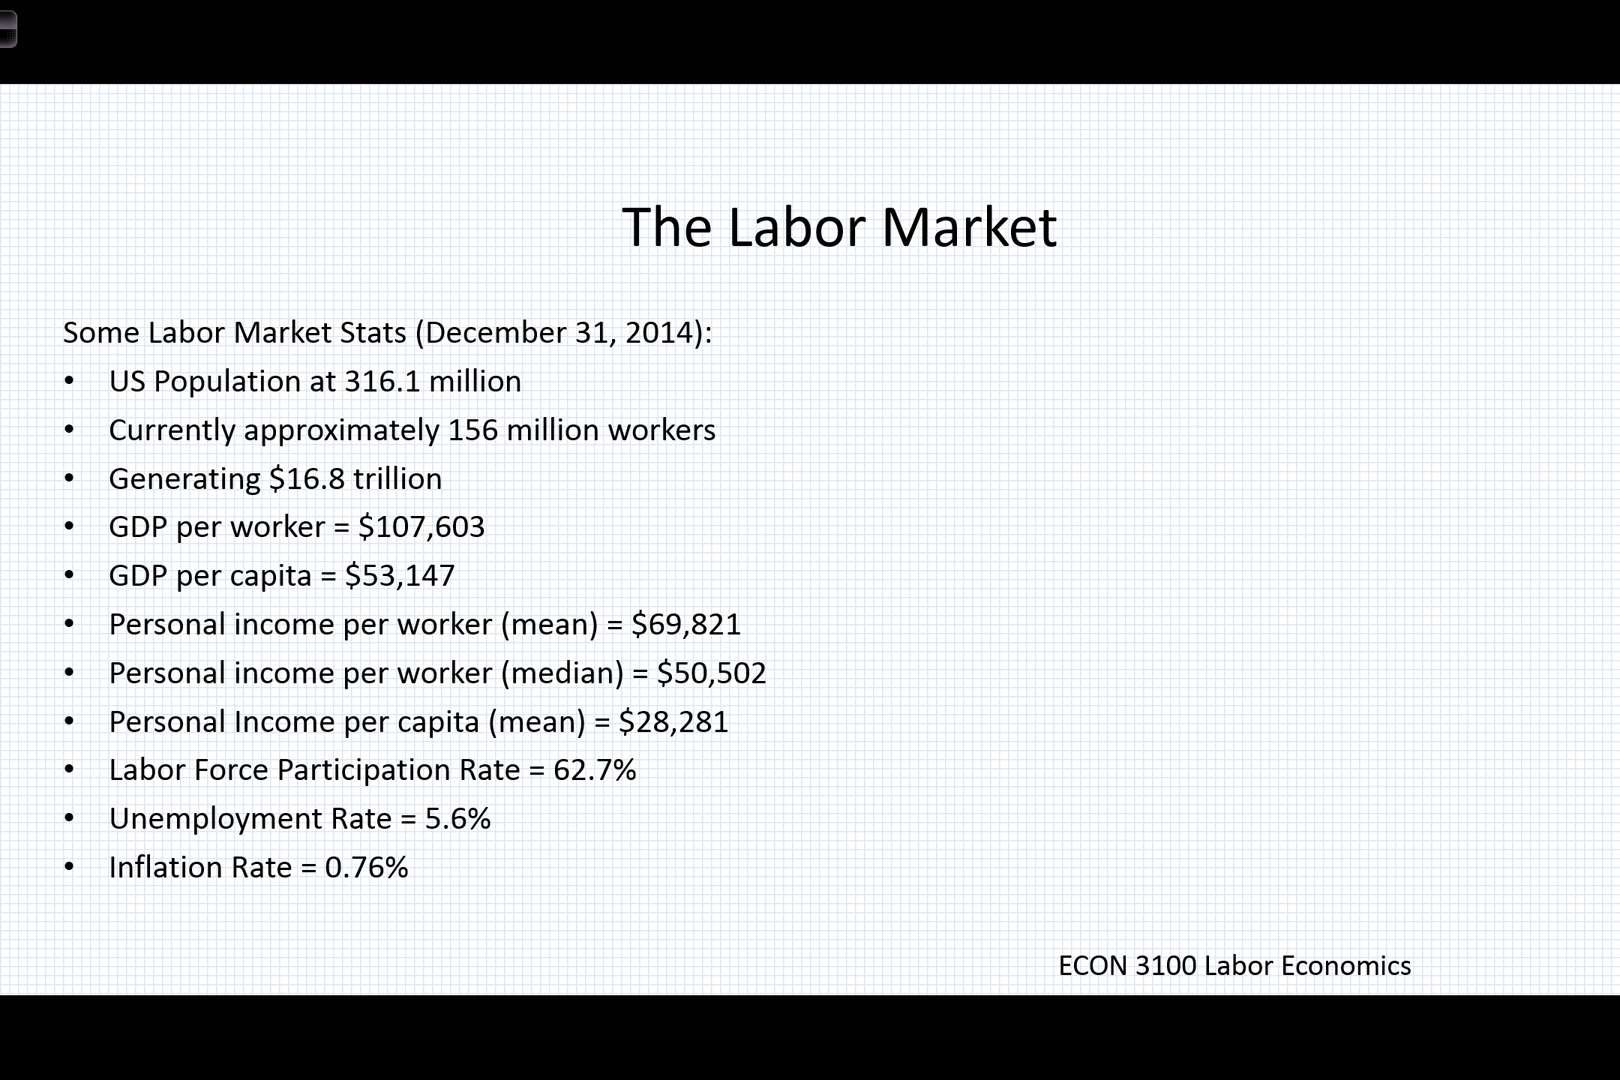 The Labor Market
Some Labor Market Stats (December 31, 2014):
• US Population at 316.1 million
• Currently approximately 156 million workers
• Generating $16.8 trillion
• GDP per worker = $107,603
• GDP per capita = $53,147
• Personal income per worker (mean) = $69,821
• Personal income per worker (median) = $50,502
• Personal Income per capita (mean) = $28,281
• Labor Force Participation Rate = 62.7%
• Unemployment Rate = 5.6%
• Inflation Rate = 0.76%
ECON 3100 Labor Economics